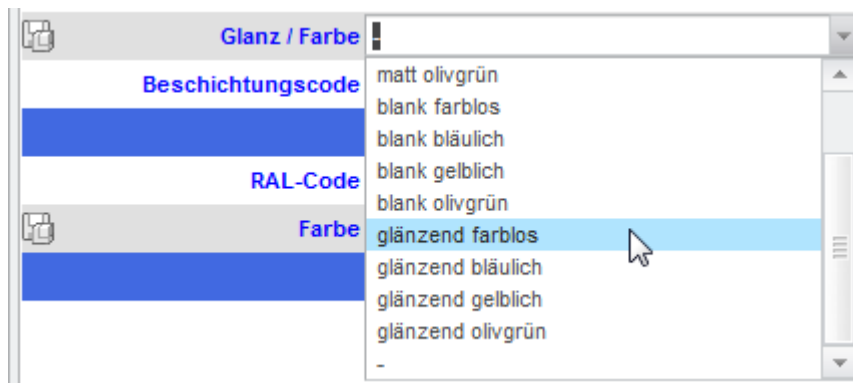 Glanz / Farbe -
Beschichtungscode
RAL-Code
Farbe
matt olivgrün
blank farblos
blank bläulich
blank gelblich
blank olivgrün
glänzend farblos
glänzend bläulich
glänzend gelblich
glänzend olivgrün
-